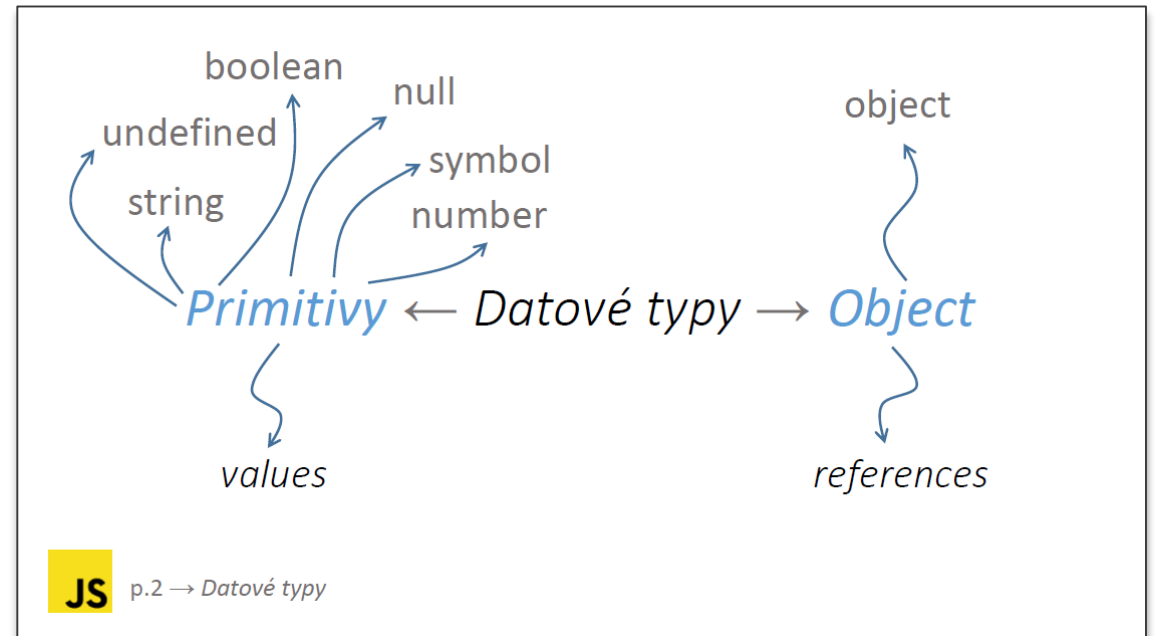 boolean
null
object
undefined
symbol
string
number
Primitivy ← Datové typy → Object
values
references
JS
p.2 → Datové typy